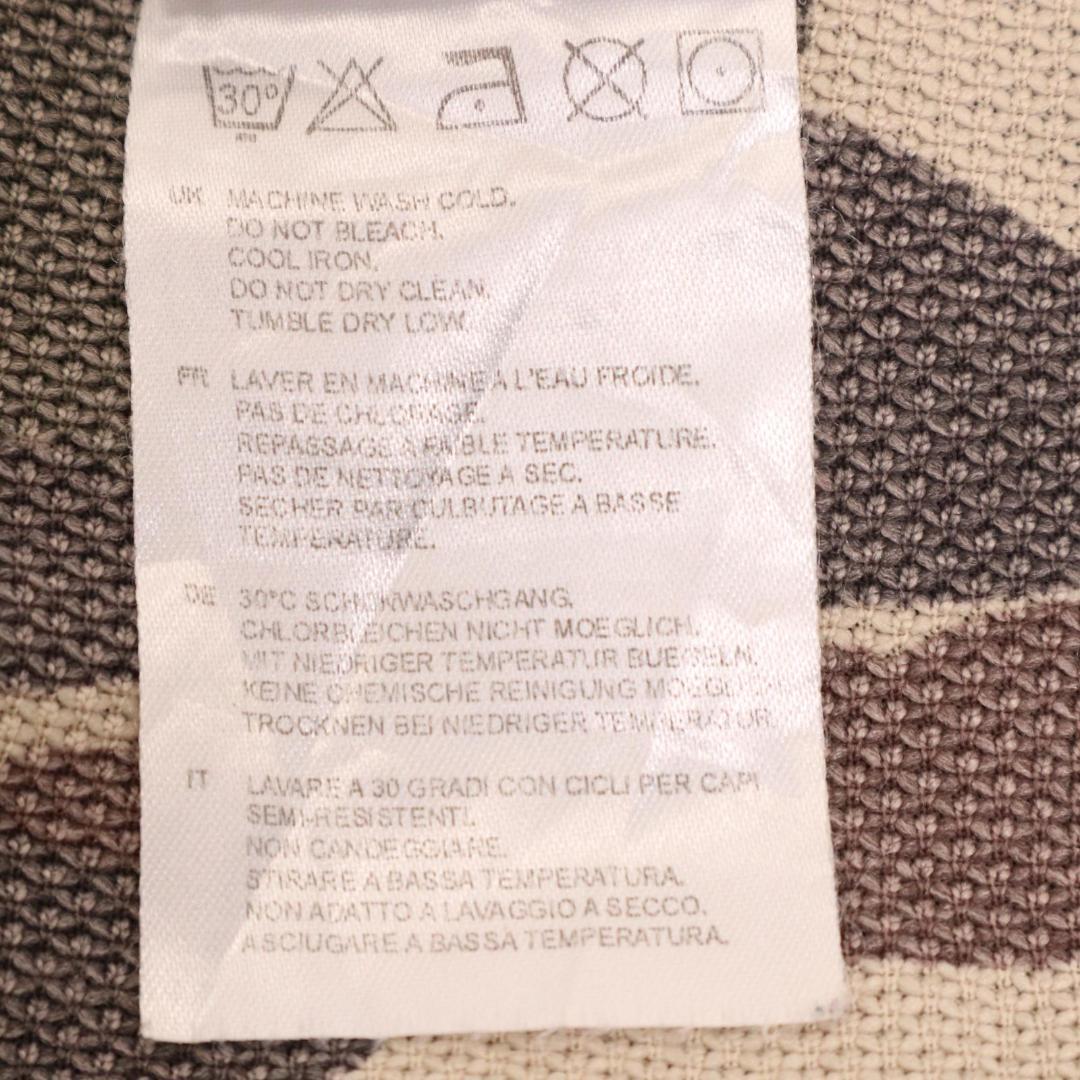 30°
UK MACHINE WASH COLD.
DO NOT BLEACH.
COOL IRON.
DO NOT DRY CLEAN.
TUMBLE DRY LOW.
FR LAVER EN MACHINE A L'EAU FROIDE.
PAS DE CHLORAGE.
REPASSAGE A FAIBLE TEMPERATURE.
PAS DE NETTOYAGE A SEC.
SECHER PAR CULBUTAGE A BASSE
TEMPERATURE.
DE 30°C SCHONWASCHGANG.
CHLORBLEICHEN NICHT MOEGLICH.
MIT NIEDRIGER TEMPERATUR BUEGELN.
KEINE CHEMISCHE REINIGUNG
TROCKNEN BEI NIEDRIGER TEMPERATUR.
IT LAVARE A 30 GRADI CON CICLI PER CAPI
SEMI-RESISTENTI.
NON CANDEGGIARE.
STIRARE A BASSA TEMPERATURA.
NON ADATTO A LAVAGGIO A SECCO.
ASCIUGARE A BASSA TEMPERATURA.